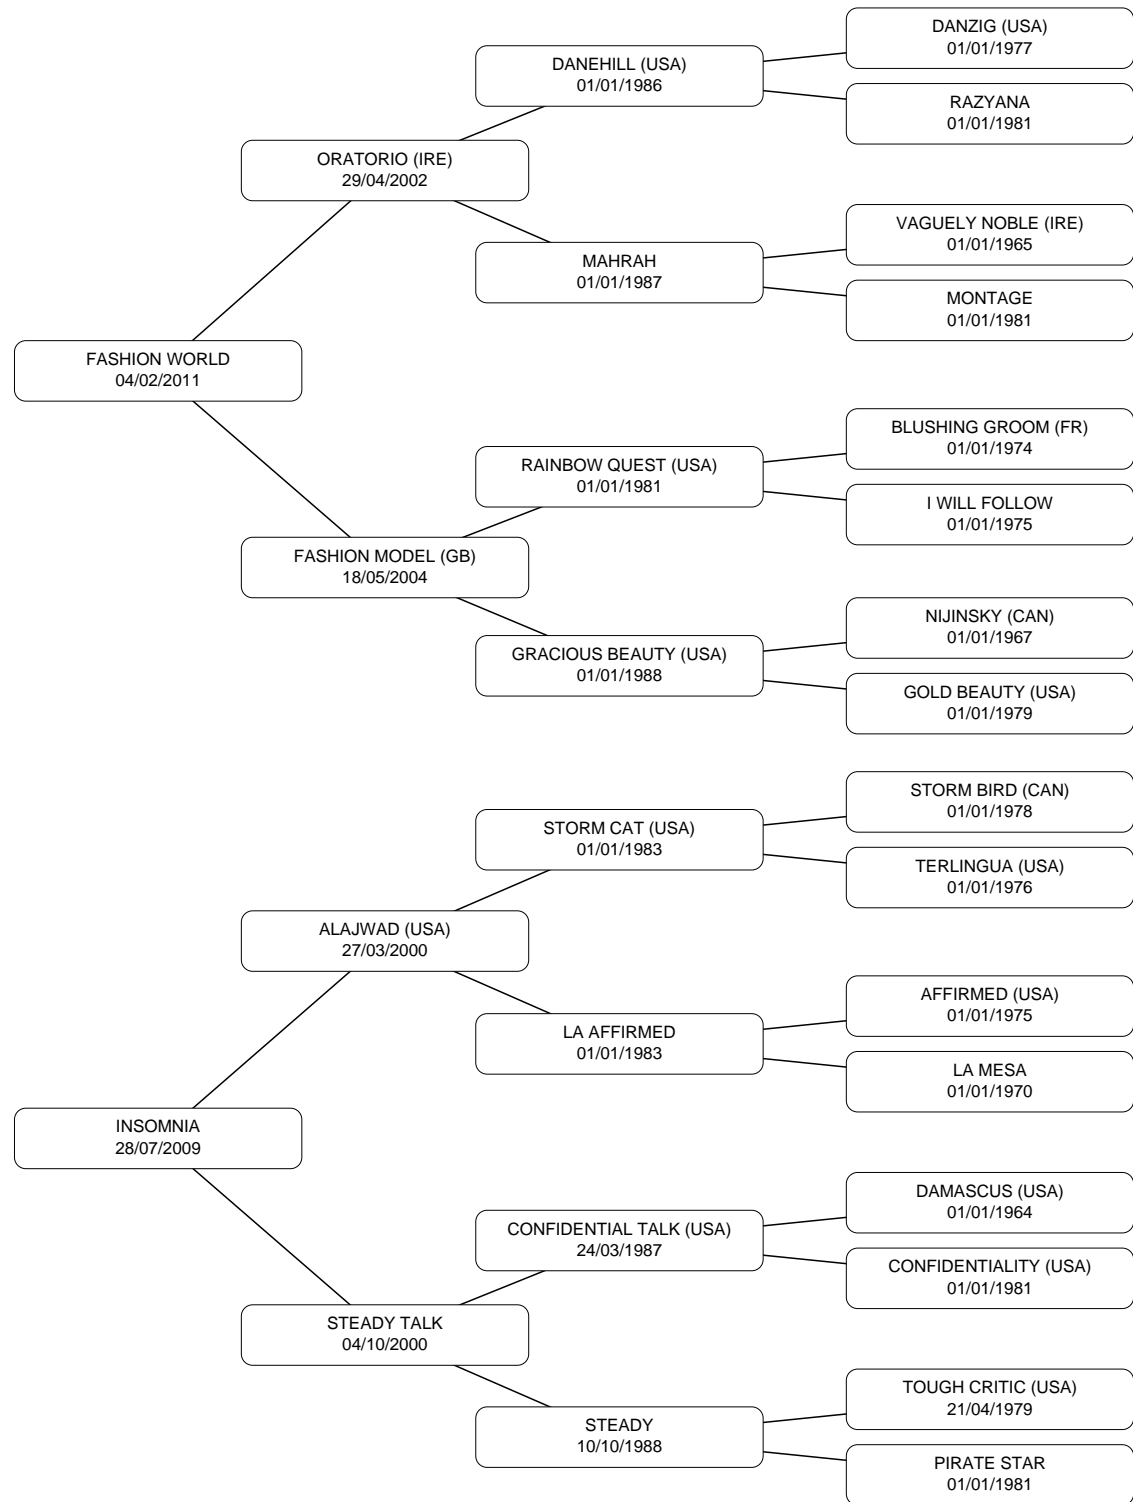 DANZIG (USA)
01/01/1977
DANEHILL (USA)
01/01/1986
RAZYANA
01/01/1981
ORATORIO (IRE)
29/04/2002
VAGUELY NOBLE (IRE)
01/01/1965
MAHRAH
01/01/1987
MONTAGE
01/01/1981
FASHION WORLD
04/02/2011
BLUSHING GROOM (FR)
01/01/1974
RAINBOW QUEST (USA)
01/01/1981
I WILL FOLLOW
01/01/1975
FASHION MODEL (GB)
18/05/2004
NIJINSKY (CAN)
01/01/1967
GRACIOUS BEAUTY (USA)
01/01/1988
GOLD BEAUTY (USA)
01/01/1979
STORM BIRD (CAN)
01/01/1978
STORM CAT (USA)
01/01/1983
TERLINGUA (USA)
01/01/1976
ALAJWAD (USA)
27/03/2000
AFFIRMED (USA)
01/01/1975
LA AFFIRMED
01/01/1983
LA MESA
01/01/1970
INSOMNIA
28/07/2009
DAMASCUS (USA)
01/01/1964
CONFIDENTIAL TALK (USA)
24/03/1987
CONFIDENTIALITY (USA)
01/01/1981
STEADY TALK
04/10/2000
TOUGH CRITIC (USA)
21/04/1979
STEADY
10/10/1988
PIRATE STAR
01/01/1981